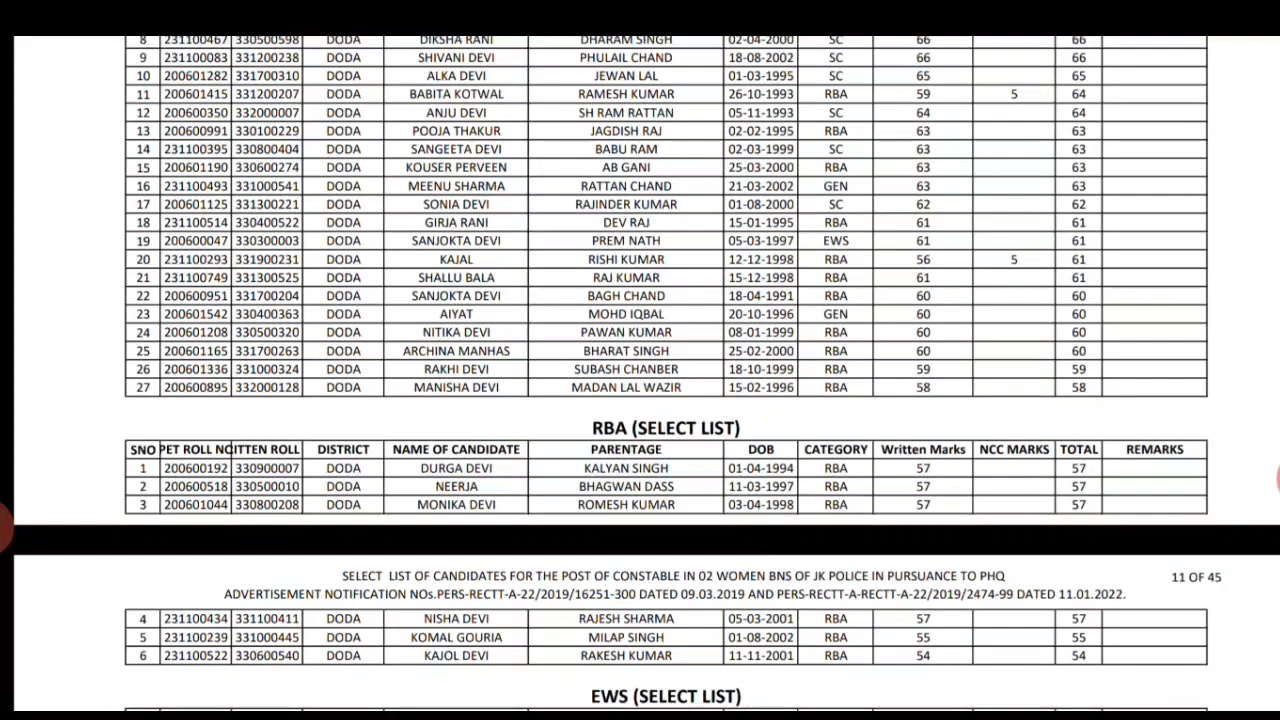 8 231100467 330500598 DODA DIKSHA RANI DHARAM SINGH 02-04-2000 SC 66 66
9 231100083 331200238 DODA SHIVANI DEVI PHULAIL CHAND 18-08-2002 SC 66 66
10 200601282 331700310 DODA ALKA DEVI JEWAN LAL 01-03-1995 SC 65 65
11 200601415 331200207 DODA BABITA KOTWAL RAMESH KUMAR 26-10-1993 RBA 59 5 64
12 200600350 332000007 DODA ANJU DEVI SH RAM RATTAN 05-11-1993 SC 64 64
13 200600991 330100229 DODA POOJA THAKUR JAGDISH RAJ 02-02-1995 RBA 63 63
14 231100395 330800404 DODA SANGEETA DEVI BABU RAM 02-03-1999 SC 63 63
15 200601190 330600274 DODA KOUSER PERVEEN AB GANI 25-03-2000 RBA 63 63
16 231100493 331000541 DODA MEENU SHARMA RATTAN CHAND 21-03-2002 GEN 63 63
17 200601125 331300221 DODA SONIA DEVI RAJINDER KUMAR 01-08-2000 SC 62 62
18 231100514 330400522 DODA GIRJA RANI DEV RAJ 15-01-1995 RBA 61 61
19 200600047 330300003 DODA SANJOKTA DEVI PREM NATH 05-03-1997 EWS 61 61
20 231100293 331900231 DODA KAJAL RISHI KUMAR 12-12-1998 RBA 56 5 61
21 231100749 331300525 DODA SHALLU BALA RAJ KUMAR 15-12-1998 RBA 61 61
22 200600951 331700204 DODA SANJOKTA DEVI BAGH CHAND 18-04-1991 RBA 60 60
23 200601542 330400363 DODA AIYAT MOHD IQBAL 20-10-1996 GEN 60 60
24 200601208 330500320 DODA NITIKA DEVI PAWAN KUMAR 08-01-1999 RBA 60 60
25 200601165 331700263 DODA ARCHINA MANHAS BHARAT SINGH 25-02-2000 RBA 60 60
26 200601336 331000324 DODA RAKHI DEVI SUBASH CHANBER 18-10-1999 RBA 59 59
27 200600895 332000128 DODA MANISHA DEVI MADAN LAL WAZIR 15-02-1996 RBA 58 58
RBA (SELECT LIST)
SNO PET ROLL NO ITTEN ROLL DISTRICT NAME OF CANDIDATE PARENTAGE DOB CATEGORY Written Marks NCC MARKS TOTAL REMARKS
1 200600192 330900007 DODA DURGA DEVI KALYAN SINGH 01-04-1994 RBA 57 57
2 200600518 330500010 DODA NEERJA BHAGWAN DASS 11-03-1997 RBA 57 57
3 200601044 330800208 DODA MONIKA DEVI ROMESH KUMAR 03-04-1998 RBA 57 57
SELECT LIST OF CANDIDATES FOR THE POST OF CONSTABLE IN 02 WOMEN BNS OF JK POLICE IN PURSUANCE TO PHQ 11 OF 45
ADVERTISEMENT NOTIFICATION NOs.PERS-RECTT-A-22/2019/16251-300 DATED 09.03.2019 AND PERS-RECTT-A-RECTT-A-22/2019/2474-99 DATED 11.01.2022.
4 231100434 331100411 DODA NISHA DEVI RAJESH SHARMA 05-03-2001 RBA 57 57
5 231100239 331000445 DODA KOMAL GOURIA MILAP SINGH 01-08-2002 RBA 55 55
6 231100522 330600540 DODA KAJOL DEVI RAKESH KUMAR 11-11-2001 RBA 54 54
EWS (SELECT LIST)